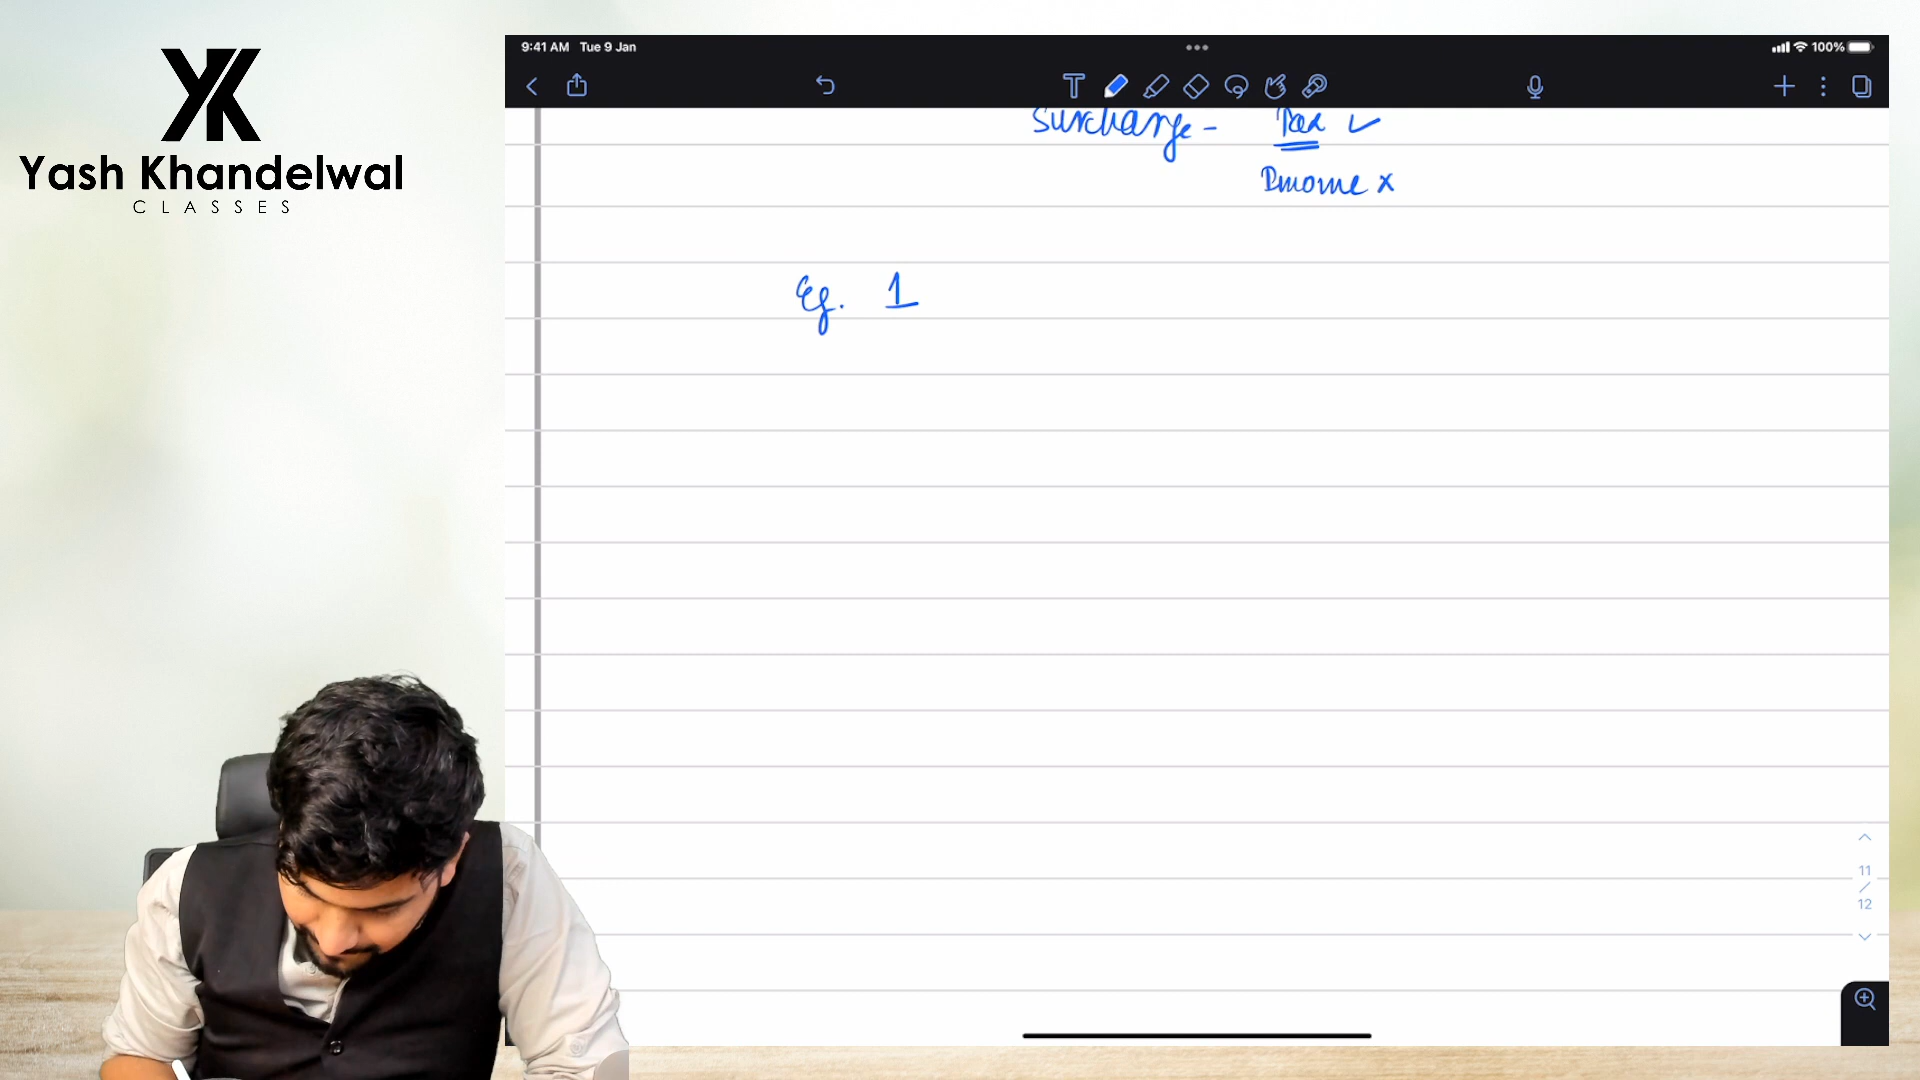 Yash Khandelwal
CLASSES
9:41 AM Tue 9 Jan
100%
Surcharge - Tax ✓
Income x
Eg. 1
11
/
12